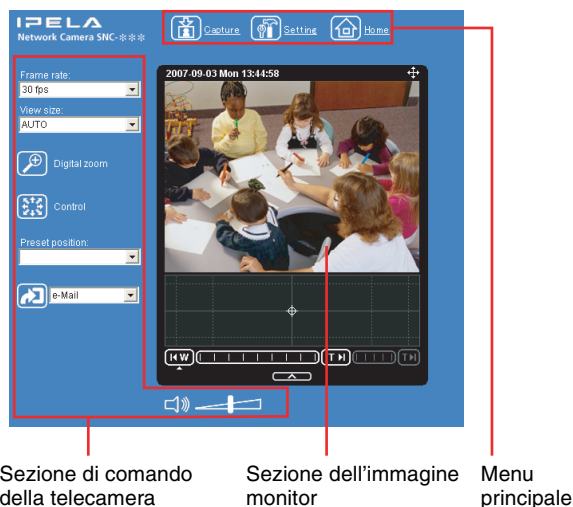 IPELA
Network Camera SNC-***
Capture Setting Home
Frame rate:
30 fps
View size:
AUTO
Digital zoom
Control
Preset position:
e-Mail
2007-09-03 Mon 13:44:58
W T T
Sezione di comando
della telecamera
Sezione dell'immagine
monitor
Menu
principale